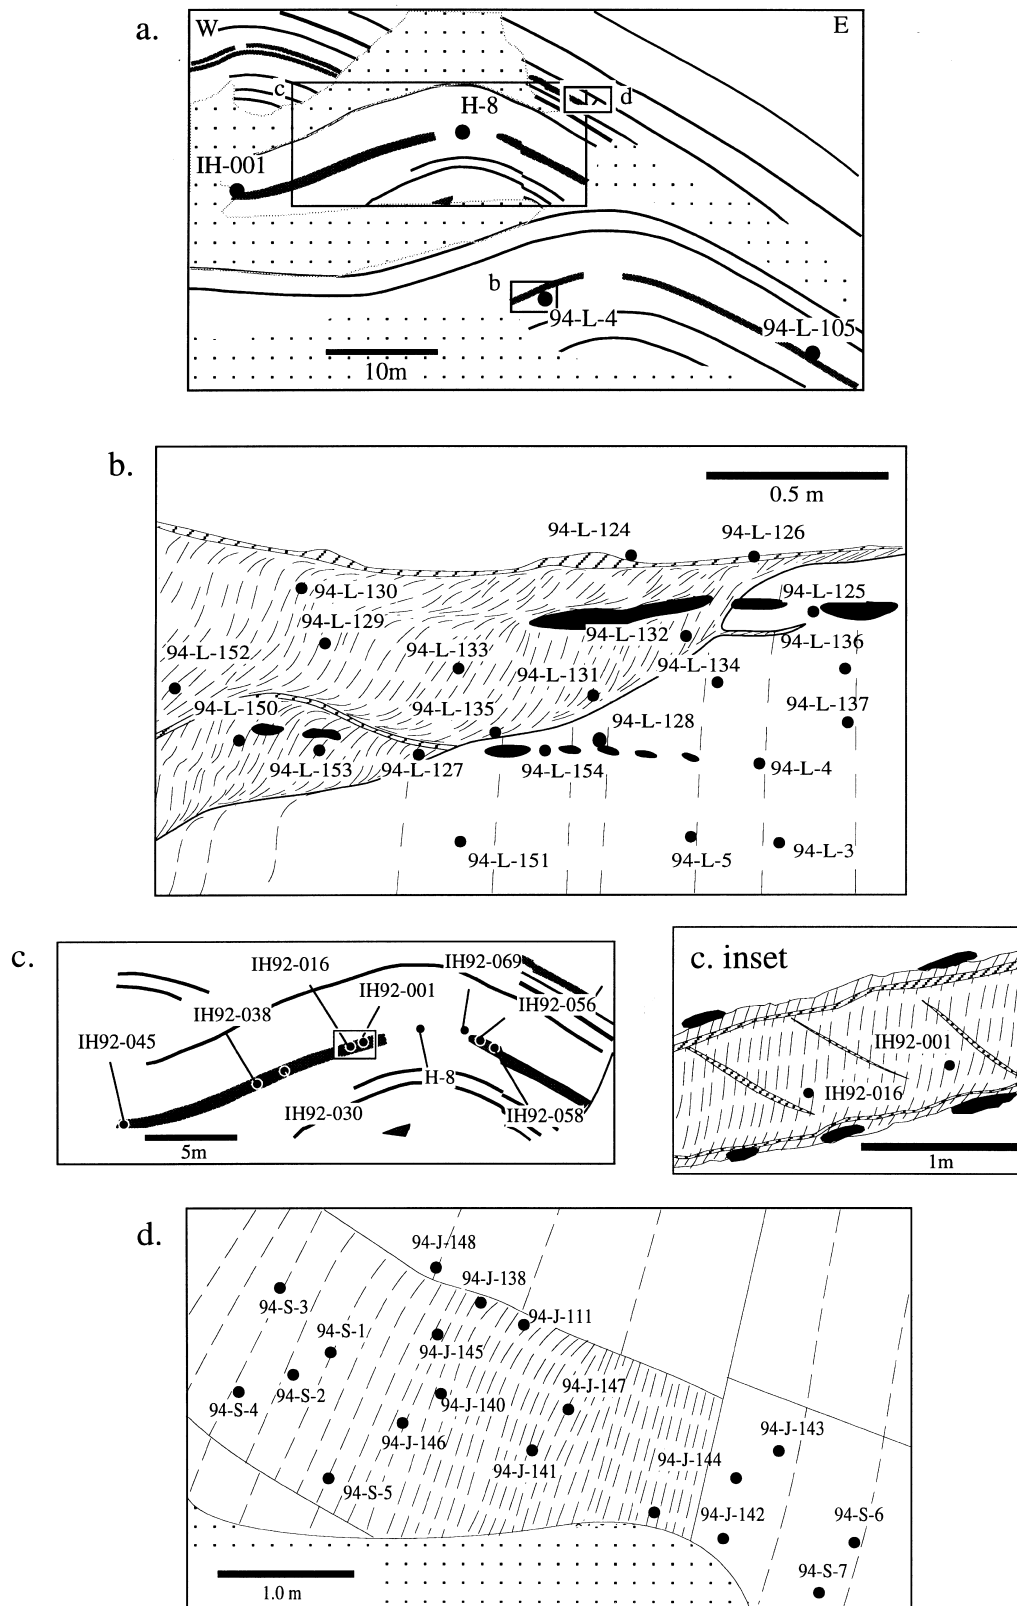 a.
W
E
c
d
H-8
IH-001
b
94-L-4
94-L-105
10m
b.
0.5 m
94-L-124
94-L-126
94-L-130
94-L-125
94-L-129
94-L-132
94-L-136
94-L-152
94-L-133
94-L-134
94-L-131
94-L-150
94-L-135
94-L-137
94-L-128
94-L-153
94-L-127
94-L-154
94-L-4
94-L-151
94-L-5
94-L-3
c.
IH92-016
IH92-069
IH92-001
IH92-038
IH92-056
IH92-045
H-8
IH92-030
IH92-058
5m
c. inset
IH92-001
IH92-016
1m
d.
94-J-148
94-J-138
94-S-3
94-J-111
94-S-1
94-J-145
94-J-147
94-S-2
94-S-4
94-J-140
94-J-146
94-J-143
94-J-144
94-J-141
94-S-5
94-J-142
94-S-6
94-S-7
1.0 m